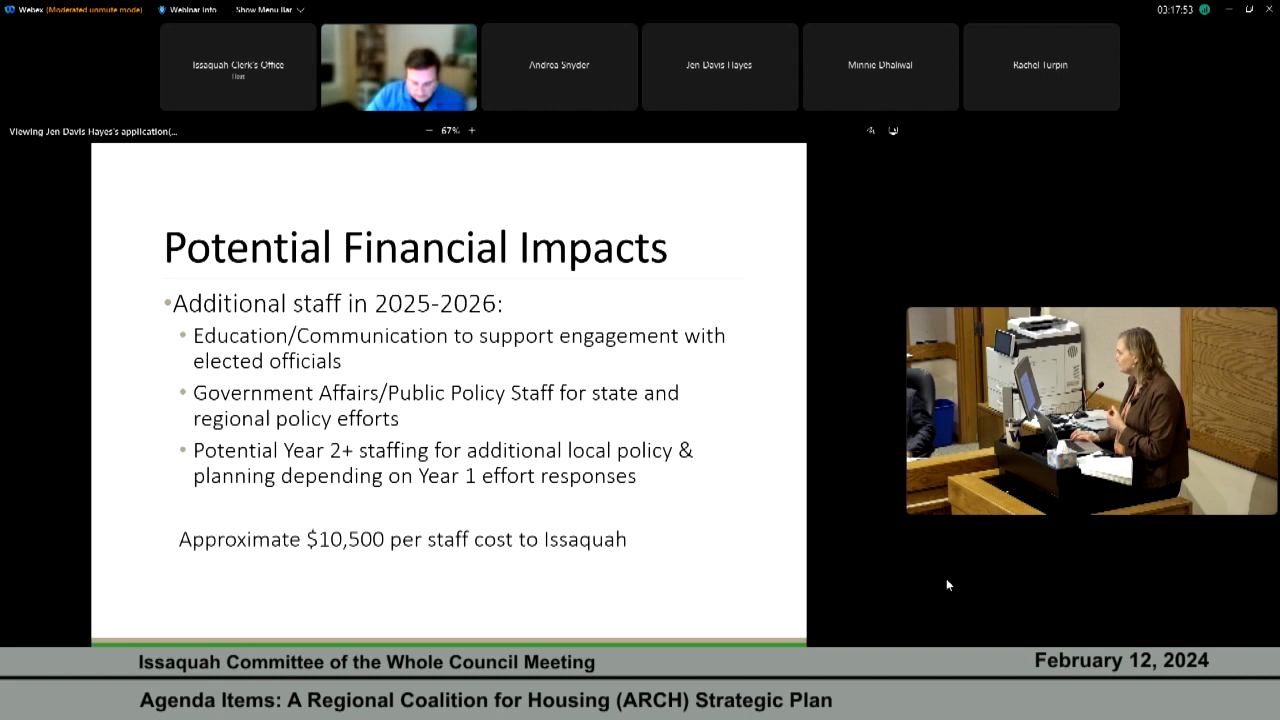 Webex (Moderated unmute mode) Webinar Info Show Menu Bar 03:17:53
Issaquah Clerk's Office
Host
Andrea Snyder
Jen Davis Hayes
Minnie Dhaliwal
Rachel Turpin
Viewing Jen Davis Hayes's application(...
67%
Potential Financial Impacts
•Additional staff in 2025-2026:
• Education/Communication to support engagement with
elected officials
• Government Affairs/Public Policy Staff for state and
regional policy efforts
• Potential Year 2+ staffing for additional local policy &
planning depending on Year 1 effort responses
Approximate $10,500 per staff cost to Issaquah
Issaquah Committee of the Whole Council Meeting
February 12, 2024
Agenda Items: A Regional Coalition for Housing (ARCH) Strategic Plan